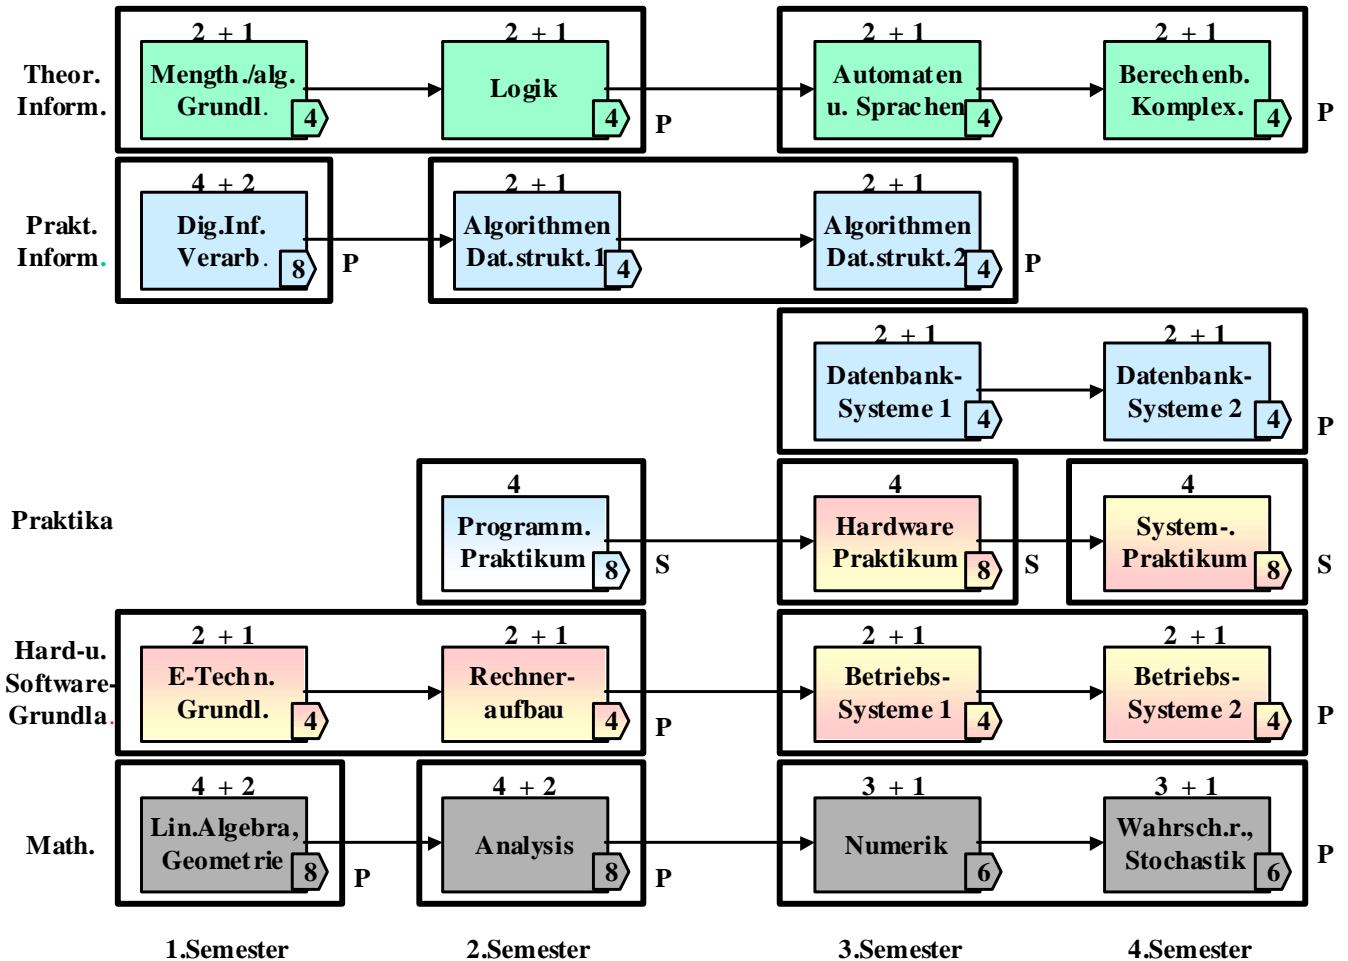 2 + 1
2 + 1
2 + 1
2 + 1
Theor.
Inform.
Mength./alg.
Grundl.
4
Logik
4
P
Automaten
u. Sprachen
4
Berechenb.
Komplex.
4
P
4 + 2
2 + 1
2 + 1
Prakt.
Inform.
Dig.Inf.
Verarb.
8
P
Algorithmen
Dat.strukt.1
4
Algorithmen
Dat.strukt.2
4
P
2 + 1
2 + 1
Datenbank-
Systeme 1
4
Datenbank-
Systeme 2
4
P
4
4
4
Praktika
Programm.
Praktikum
8
S
Hardware
Praktikum
8
S
System-.
Praktikum
8
S
2 + 1
2 + 1
2 + 1
2 + 1
Hard-u.
Software-
Grundla.
E-Techn.
Grundl.
4
Rechner-
aufbau
4
P
Betriebs-
Systeme 1
4
Betriebs-
Systeme 2
4
P
4 + 2
4 + 2
3 + 1
3 + 1
Math.
Lin.Algebra,
Geometrie
8
P
Analysis
8
P
Numerik
6
Wahrsch.r.,
Stochastik
6
P
1.Semester
2.Semester
3.Semester
4.Semester